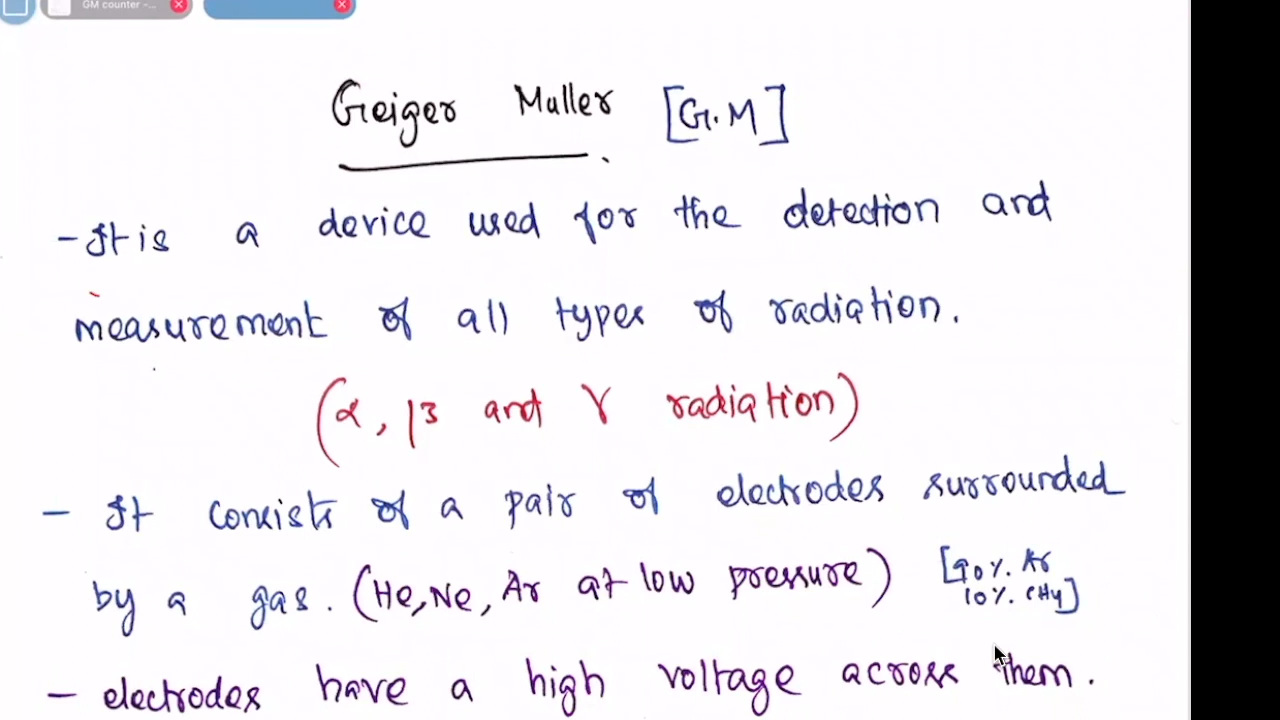 GM counter -...
Geiger Muller [G.M]
- It is a device used for the detection and
measurement of all types of radiation.
(α, β and γ radiation)
- It consists of a pair of electrodes surrounded
by a gas. (He, Ne, Ar at low pressure) [90%. Ar
10%. CH4]
- electrodes have a high voltage across them.